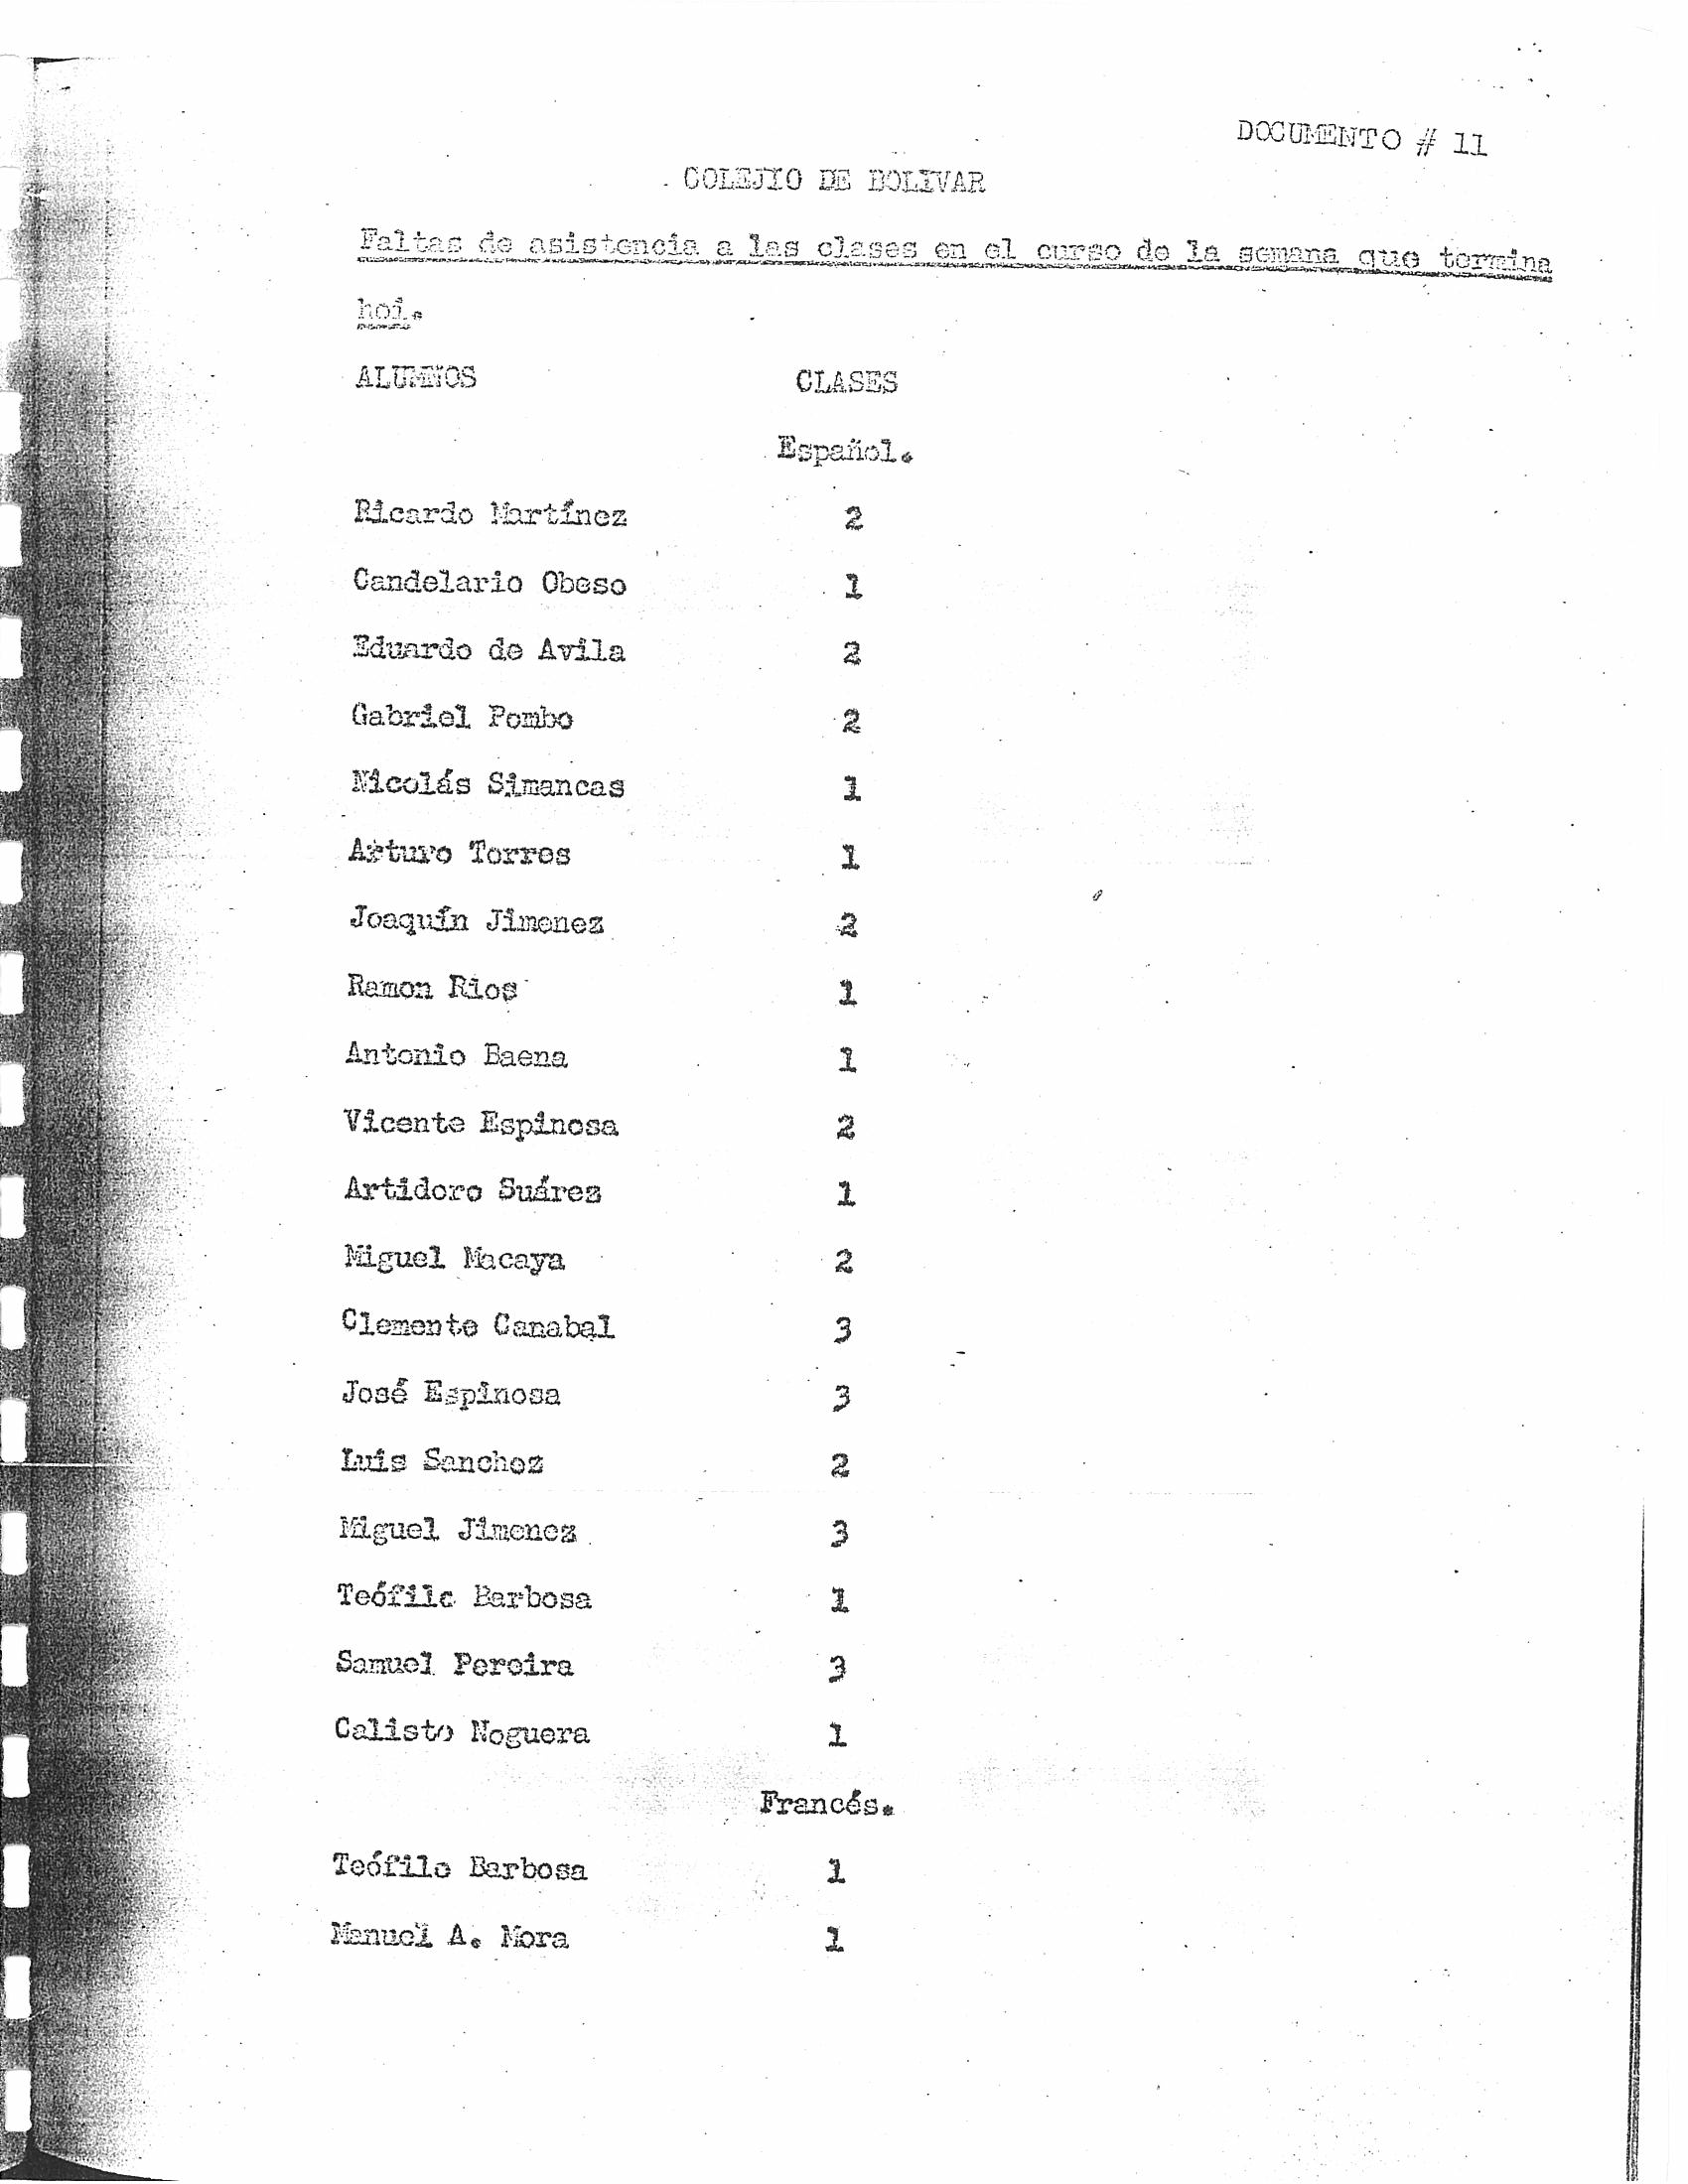 DOCUMENTO # 11
COLEJIO DE BOLIVAR
Faltas de asistencia a las clases en el curso de la semana que termina
hoi.
ALUMNOS CLASES
Español.
Ricardo Martínez 2
Candelario Obeso 1
Eduardo de Avila 2
Gabriel Pombo 2
Nicolás Simancas 1
Arturo Torres 1
Joaquín Jimenez 2
Ramon Rios 1
Antonio Baena 1
Vicente Espinosa 2
Artidoro Suárez 1
Miguel Macaya 2
Clemente Canabal 3
José Espinosa 3
Luis Sanchez 2
Miguel Jimenez 3
Teófilo Barbosa 1
Samuel Pereira 3
Calisto Noguera 1
Francés.
Teófilo Barbosa 1
Manuel A. Mora 1